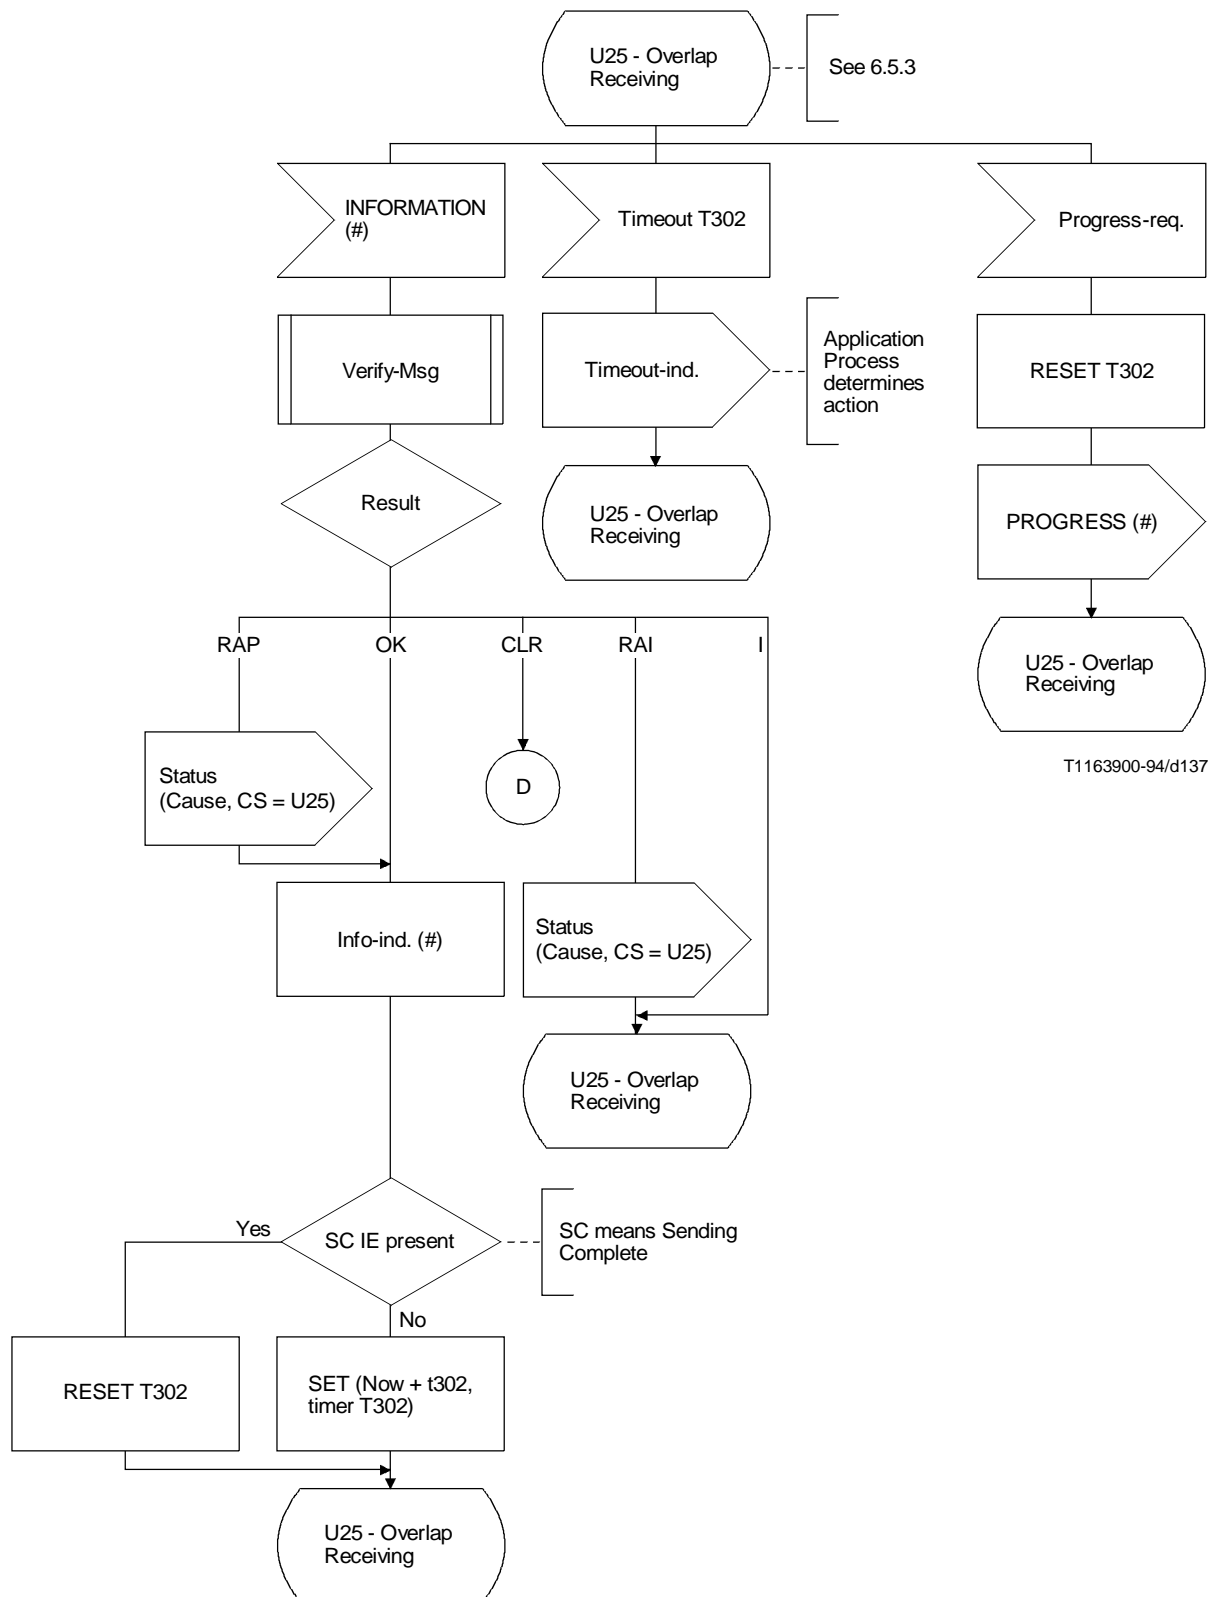 U25 - Overlap
Receiving
See 6.5.3
INFORMATION
(#)
Timeout T302
Progress-req.
Verify-Msg
Timeout-ind.
Application
Process
determines
action
RESET T302
Result
U25 - Overlap
Receiving
PROGRESS (#)
RAP
OK
CLR
RAI
I
U25 - Overlap
Receiving
T1163900-94/d137
Status
(Cause, CS = U25)
D
Info-ind. (#)
Status
(Cause, CS = U25)
U25 - Overlap
Receiving
Yes
SC IE present
SC means Sending
Complete
No
RESET T302
SET (Now + t302,
timer T302)
U25 - Overlap
Receiving